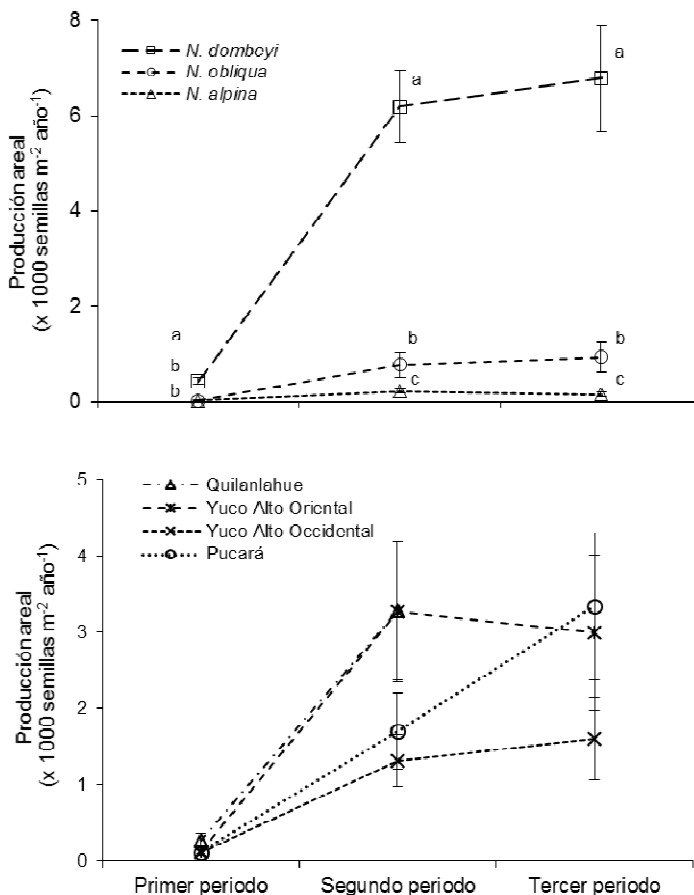 8
6
4
2
0
Producción areal
(x 1000 semillas m⁻² año⁻¹)
N. dombeyi
N. obliqua
N. alpina
a
b
b
a
b
c
a
b
c
5
4
3
2
1
0
Producción areal
(x 1000 semillas m⁻² año⁻¹)
Quilanlahue
Yuco Alto Oriental
Yuco Alto Occidental
Pucará
Primer periodo Segundo periodo Tercer periodo